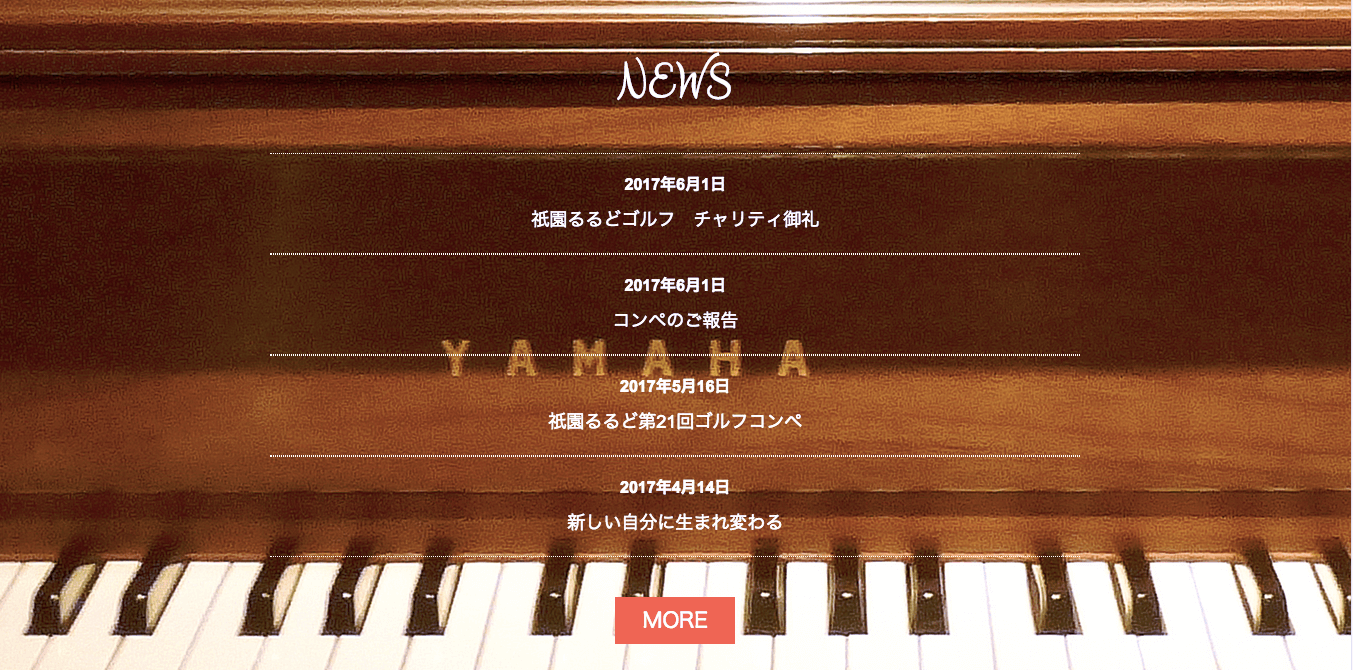 NEWS
2017年6月1日
祇園るるどゴルフ　チャリティ御礼
2017年6月1日
コンペのご報告
YAMAHA
2017年5月16日
祇園るるど第21回ゴルフコンペ
2017年4月14日
新しい自分に生まれ変わる
MORE